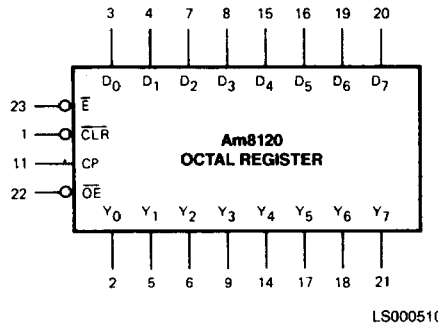 3 4 7 8 15 16 19 20
D0 D1 D2 D3 D4 D5 D6 D7
23 E̅
1 C̅L̅R̅
Am8120
OCTAL REGISTER
11 CP
22 O̅E̅
Y0 Y1 Y2 Y3 Y4 Y5 Y6 Y7
2 5 6 9 14 17 18 21
LS000510